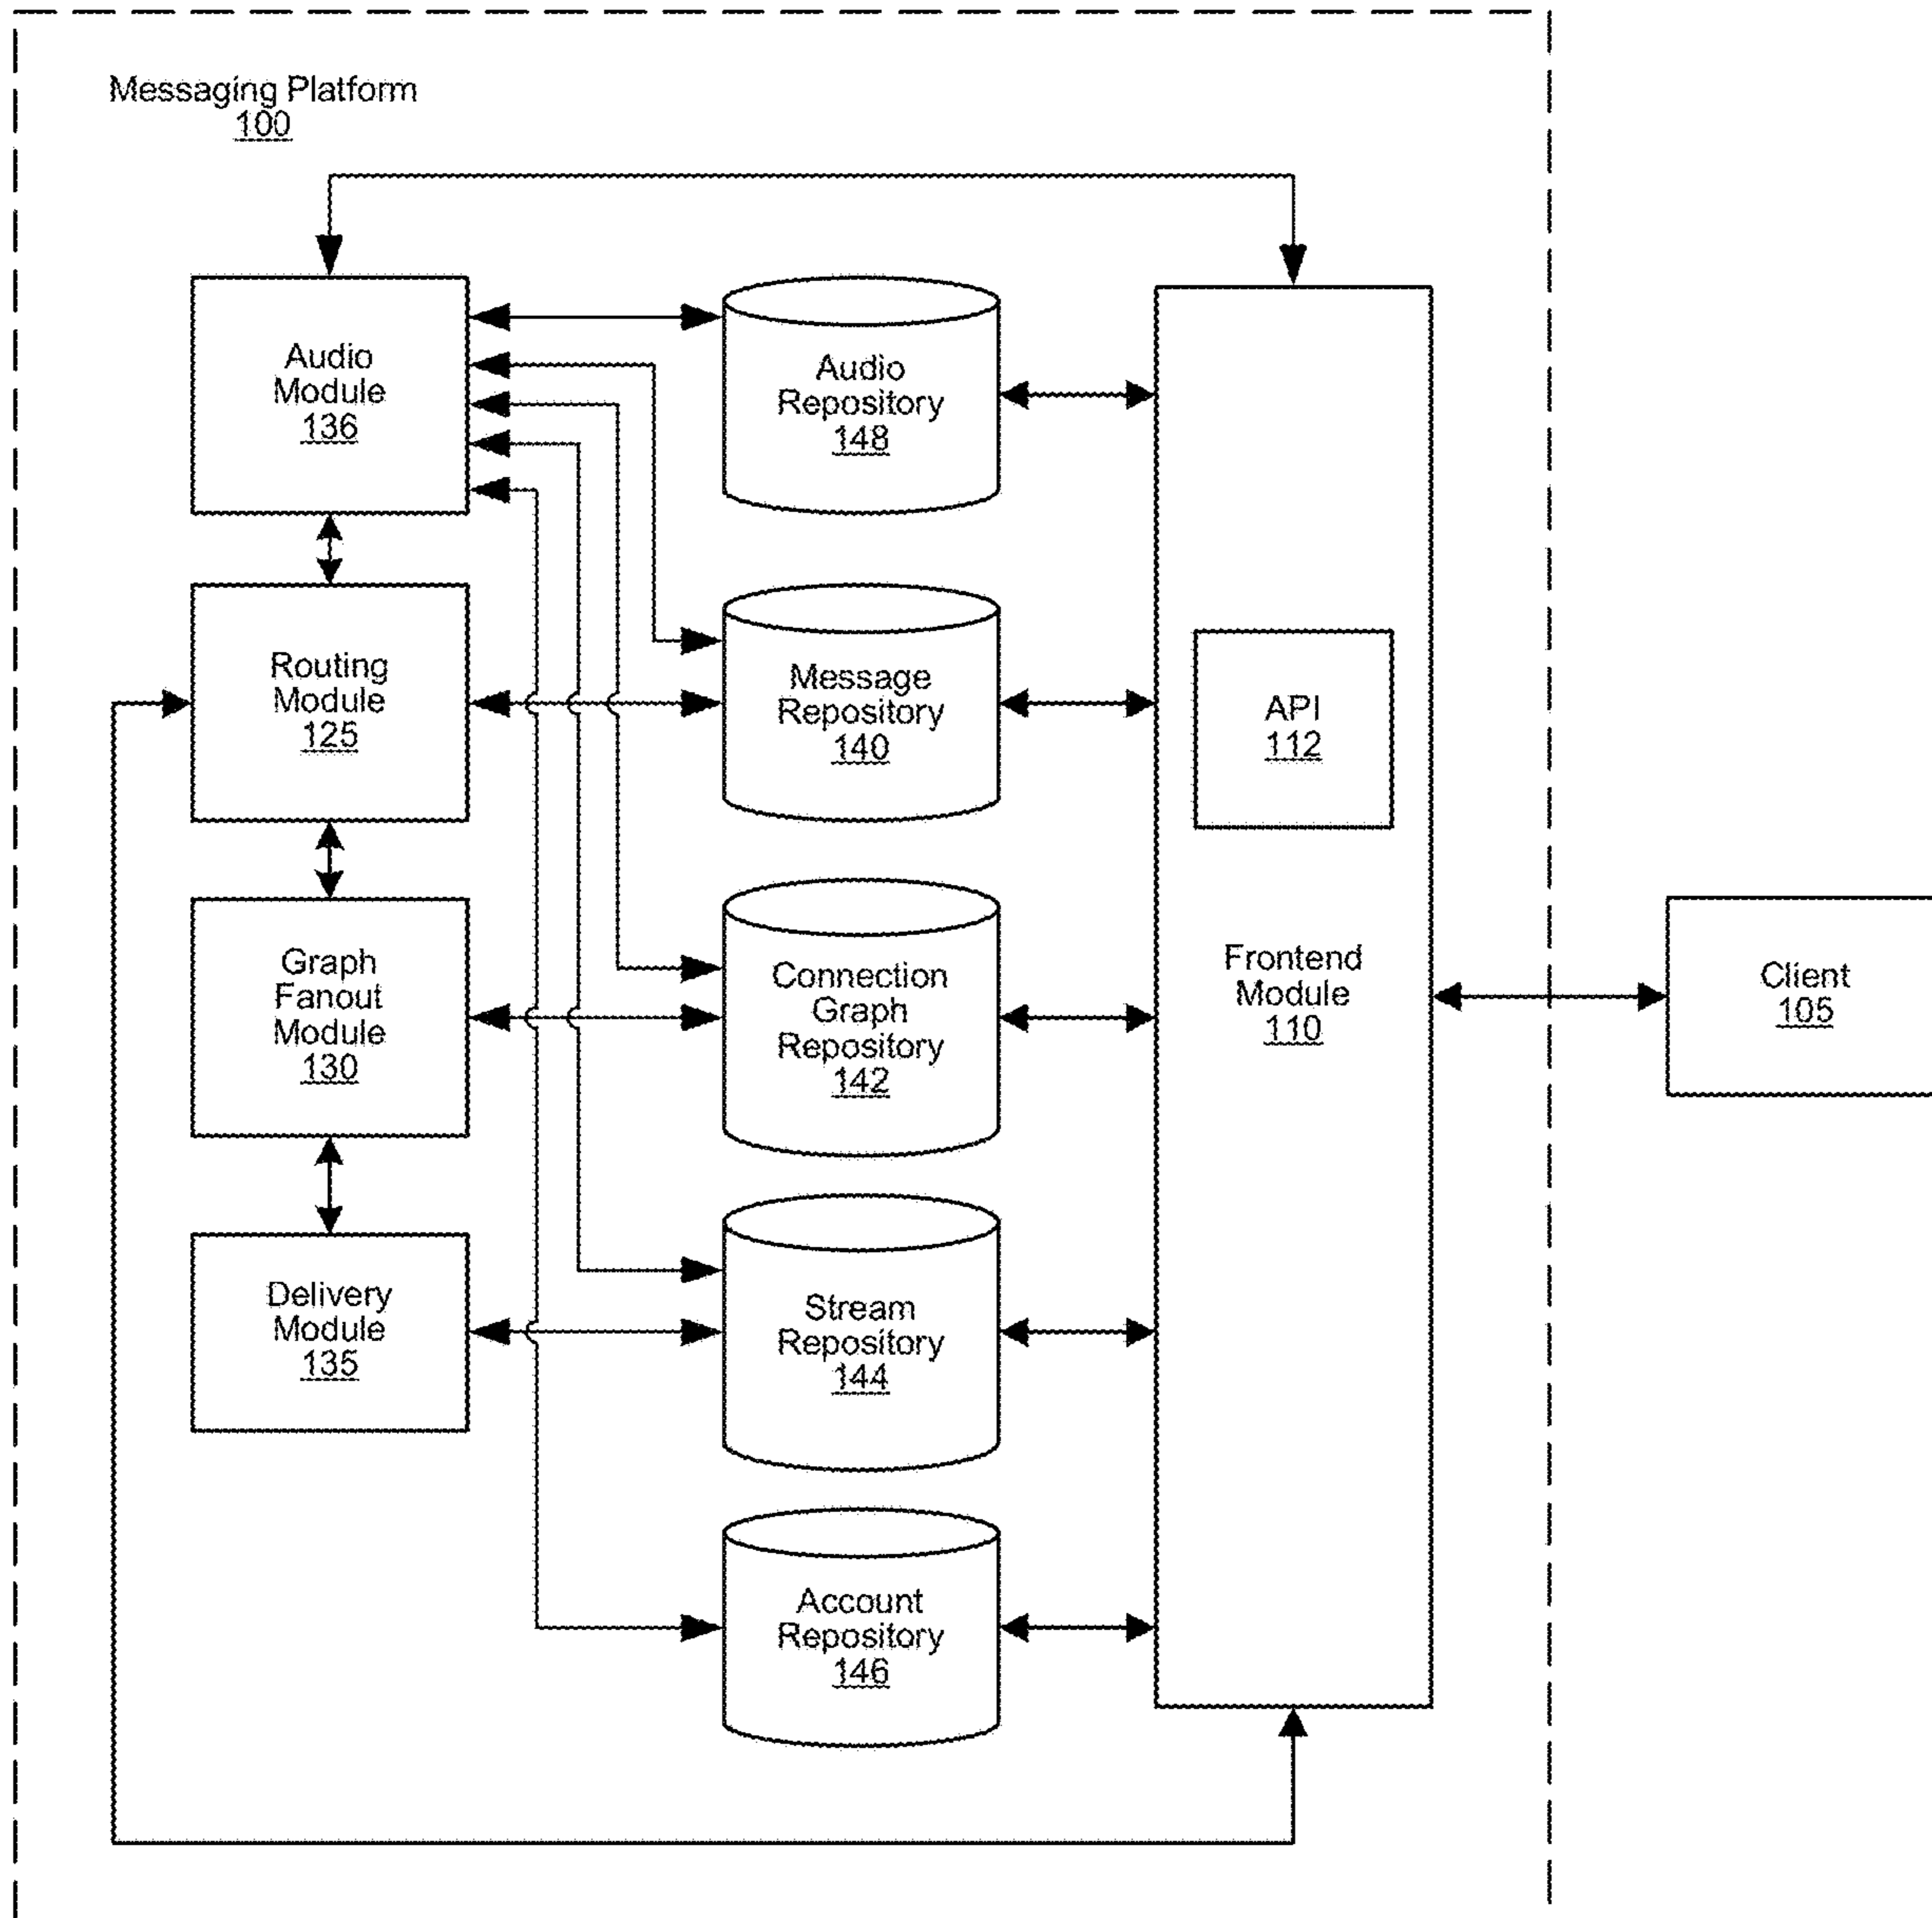 Messaging Platform
100
Audio
Module
136
Audio
Repository
148
Routing
Module
125
Message
Repository
140
API
112
Graph
Fanout
Module
130
Connection
Graph
Repository
142
Frontend
Module
110
Client
105
Delivery
Module
135
Stream
Repository
144
Account
Repository
146